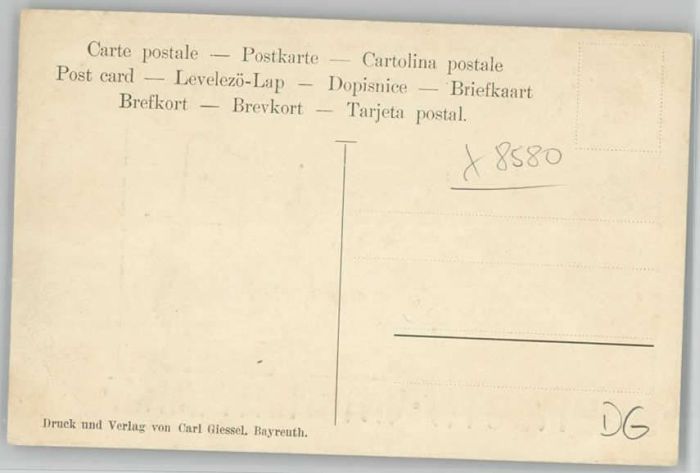 Carte postale — Postkarte — Cartolina postale
Post card — Levelezö-Lap — Dopisnice — Briefkaart
Brefkort — Brevkort — Tarjeta postal.
X 8580
Druck und Verlag von Carl Giessel, Bayreuth.
DG